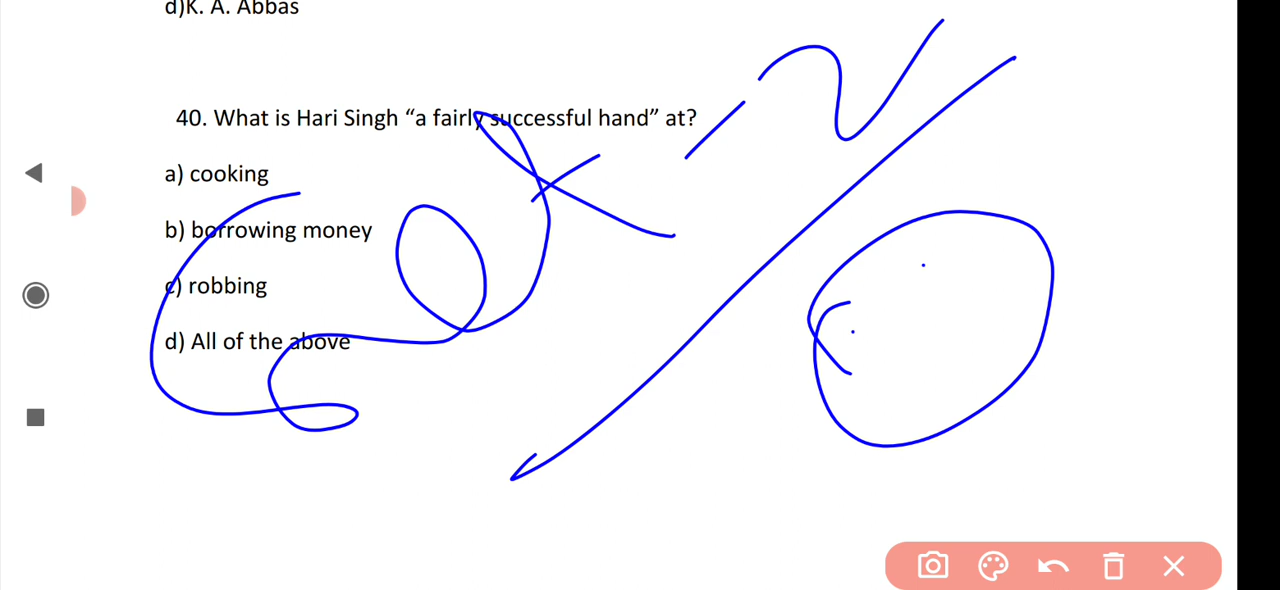 d)K. A. Abbas
40. What is Hari Singh “a fairly successful hand” at?
a) cooking
b) borrowing money
c) robbing
d) All of the above